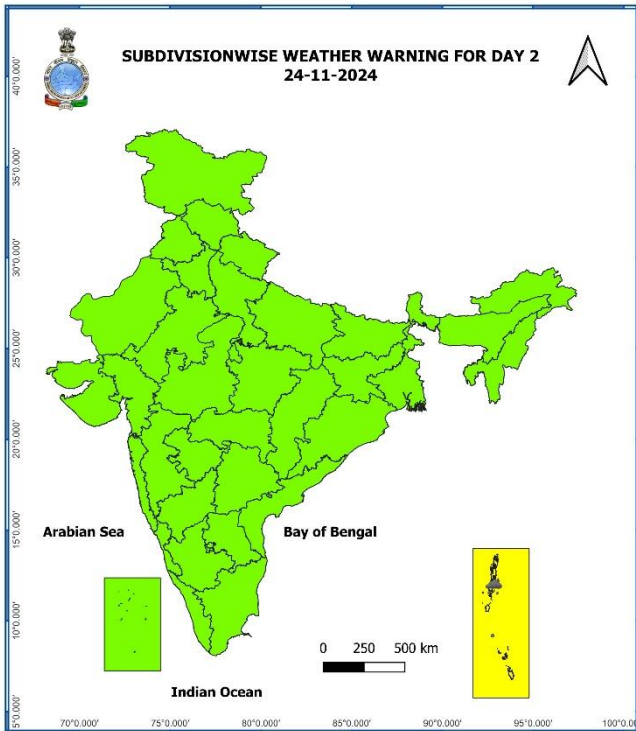 SUBDIVISIONWISE WEATHER WARNING FOR DAY 2
24-11-2024
40°0.000'
35°0.000'
30°0.000'
25°0.000'
20°0.000'
15°0.000'
10°0.000'
5°0.000'
Arabian Sea
Bay of Bengal
0 250 500 km
Indian Ocean
70°0.000' 75°0.000' 80°0.000' 85°0.000' 90°0.000' 95°0.000' 100°0.0